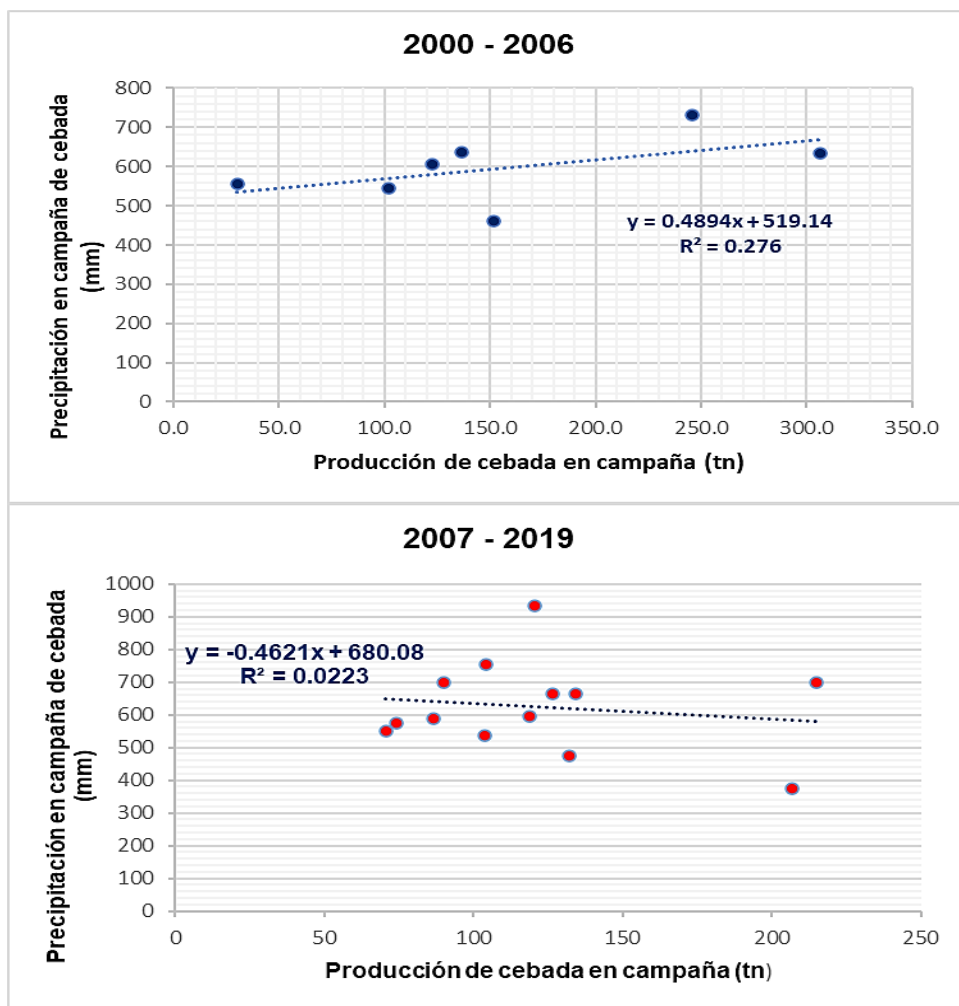 2000 - 2006
Precipitación en campaña de cebada
(mm)
800
700
600
500
400
300
200
100
0
y = 0.4894x + 519.14
R² = 0.276
0.0 50.0 100.0 150.0 200.0 250.0 300.0 350.0
Producción de cebada en campaña (tn)
2007 - 2019
Precipitación en campaña de cebada
(mm)
1000
900
800
700
600
500
400
300
200
100
0
y = -0.4621x + 680.08
R² = 0.0223
0 50 100 150 200 250
Producción de cebada en campaña (tn)